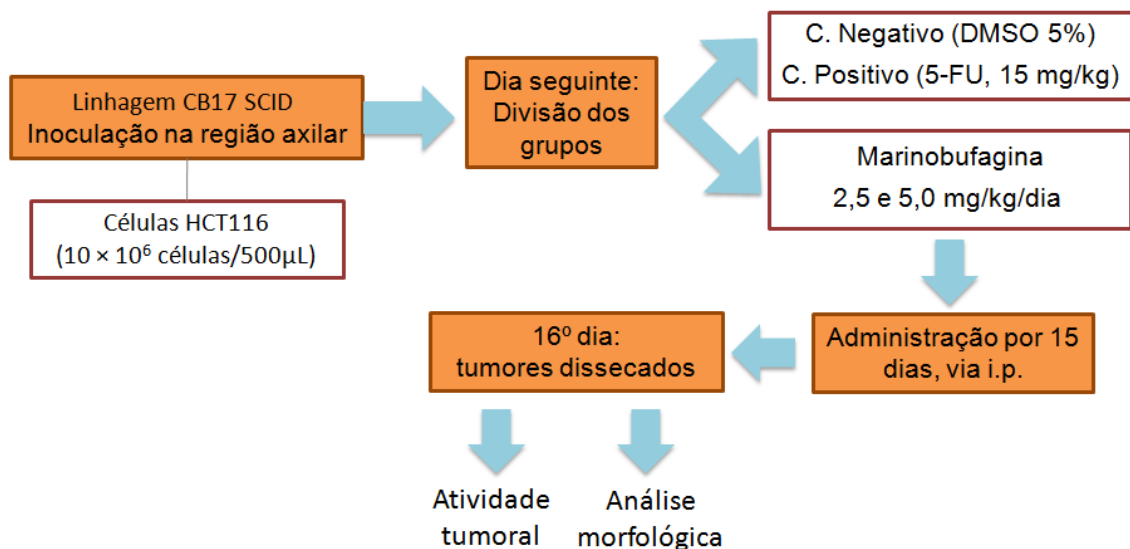 Linhagem CB17 SCID
Inoculação na região axilar
Células HCT116
(10 × 10⁶ células/500µL)
Dia seguinte:
Divisão dos
grupos
C. Negativo (DMSO 5%)
C. Positivo (5-FU, 15 mg/kg)
Marinobufagina
2,5 e 5,0 mg/kg/dia
Administração por 15
dias, via i.p.
16º dia:
tumores dissecados
Atividade
tumoral
Análise
morfológica